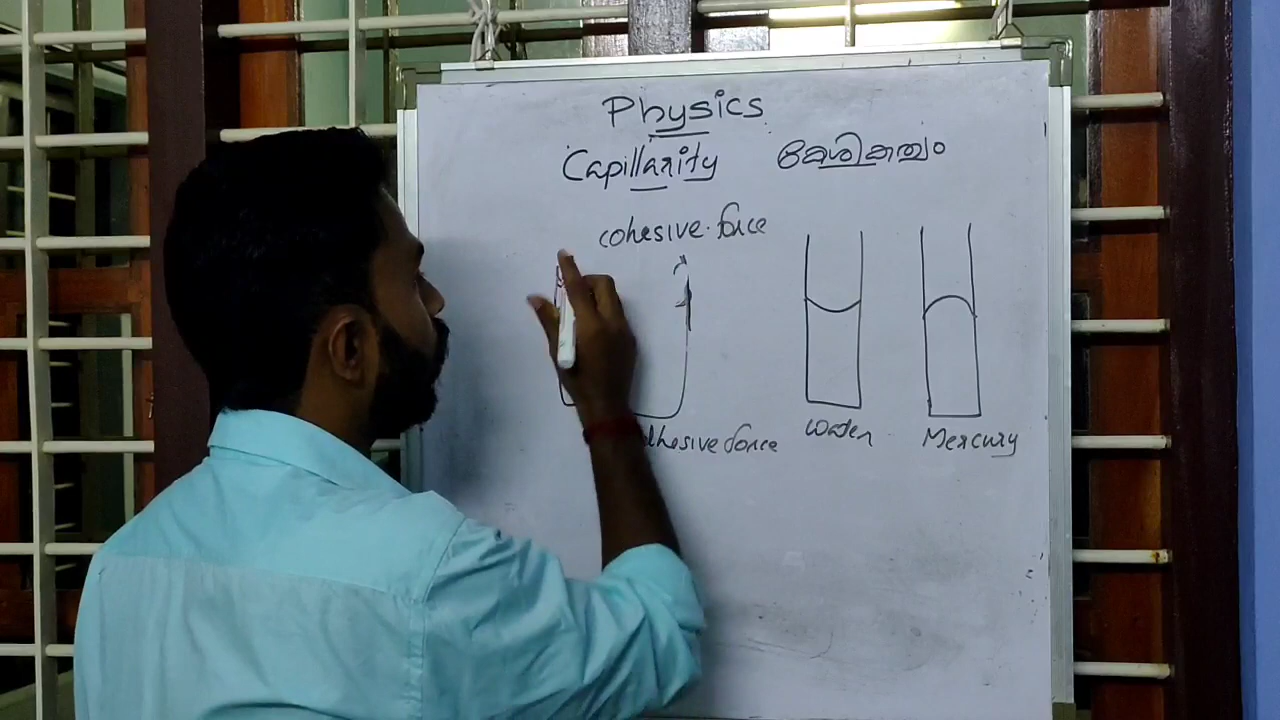 Physics
Capillarity കേശികത്വം
cohesive force
dhesive force
Water
Mercury